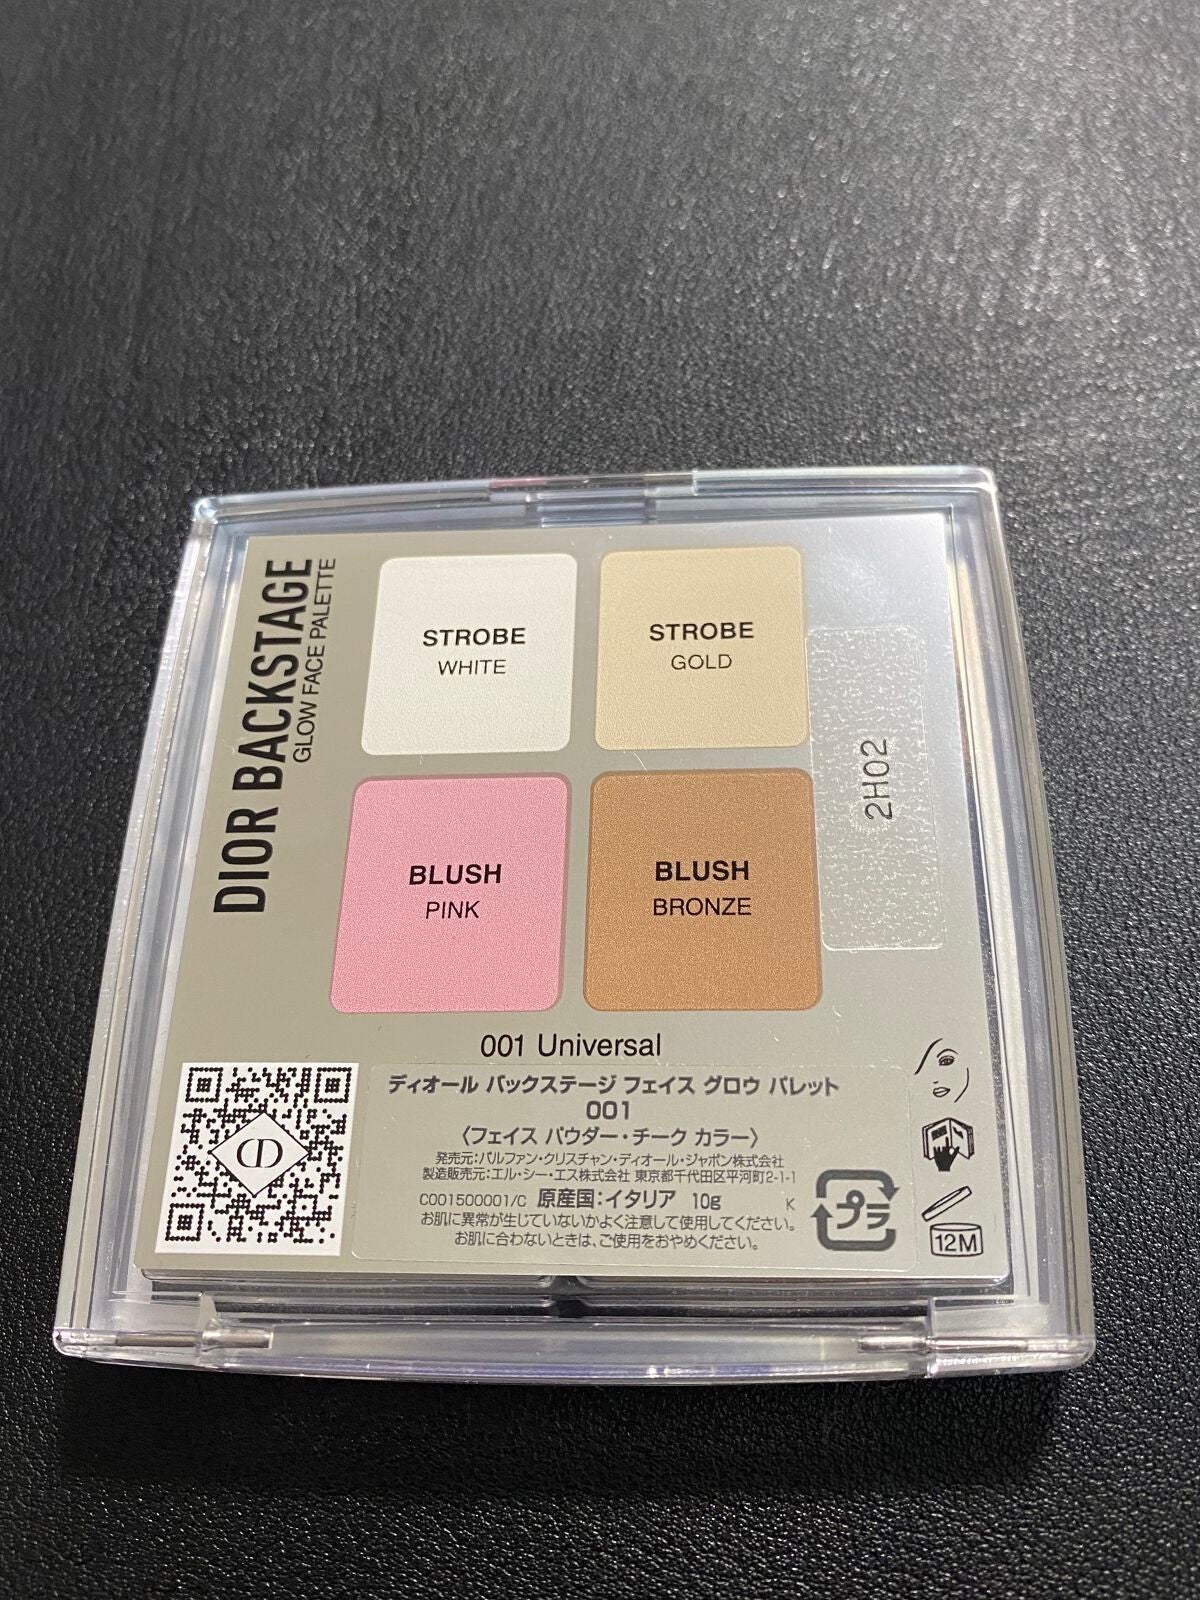 DIOR BACKSTAGE
GLOW FACE PALETTE
STROBE
WHITE
STROBE
GOLD
BLUSH
PINK
BLUSH
BRONZE
2H02
001 Universal
ディオール バックステージ フェイス グロウ パレット
001
〈フェイス パウダー・チーク カラー〉
発売元：パルファン・クリスチャン・ディオール・ジャポン株式会社
製造販売元：エル・シー・エス株式会社 東京都千代田区平河町2-1-1
C001500001/C 原産国：イタリア 10g K
お肌に異常が生じていないかよく注意して使用してください。
お肌に合わないときは、ご使用をおやめください。
プラ
12M
CD